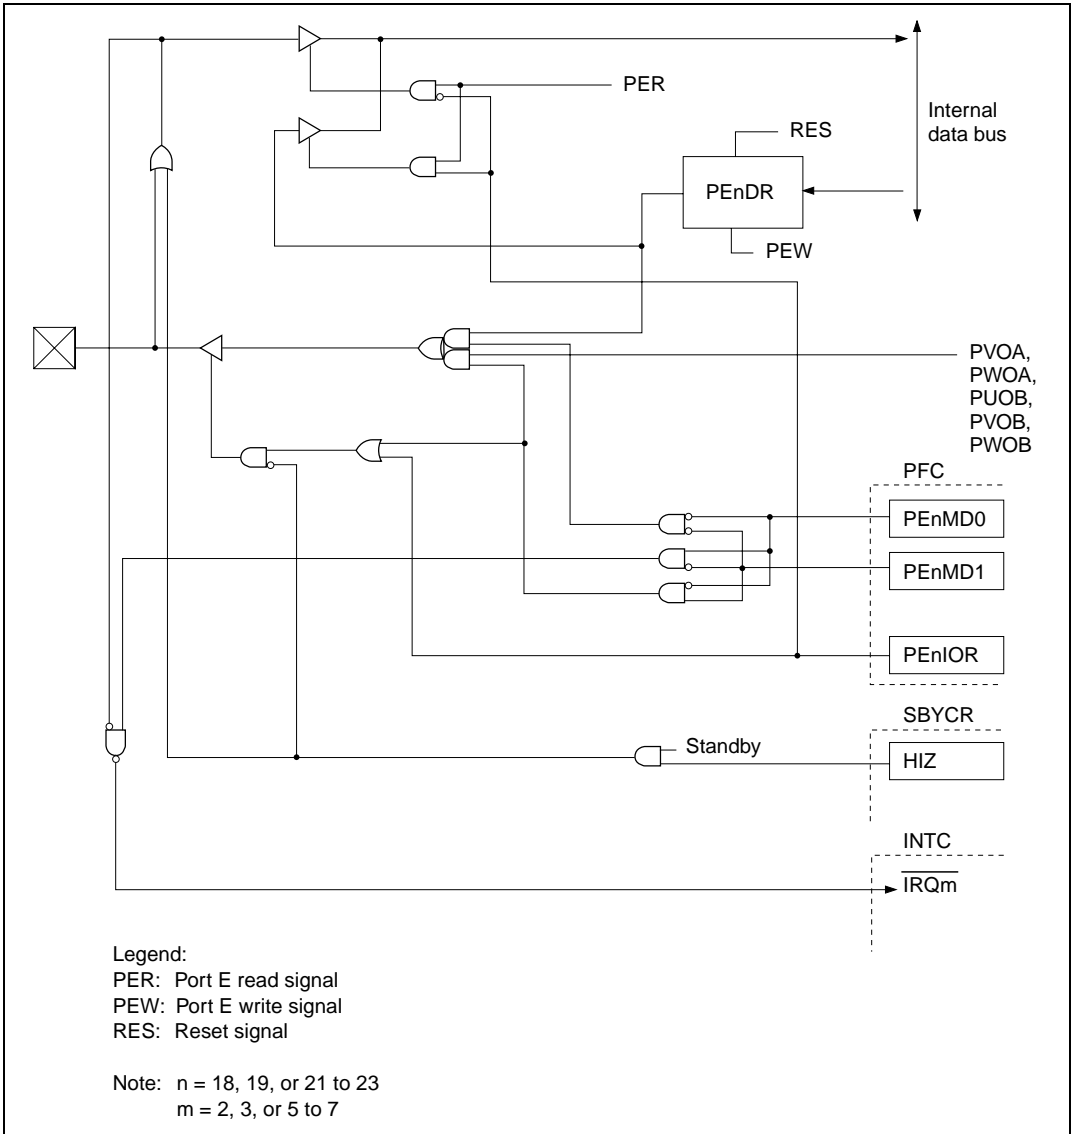 PER
RES
Internal
data bus
PEnDR
PEW
PVOA,
PWOA,
PUOB,
PVOB,
PWOB
PFC
PEnMD0
PEnMD1
PEnIOR
SBYCR
Standby
HIZ
INTC
IRQm
Legend:
PER: Port E read signal
PEW: Port E write signal
RES: Reset signal
Note: n = 18, 19, or 21 to 23
m = 2, 3, or 5 to 7